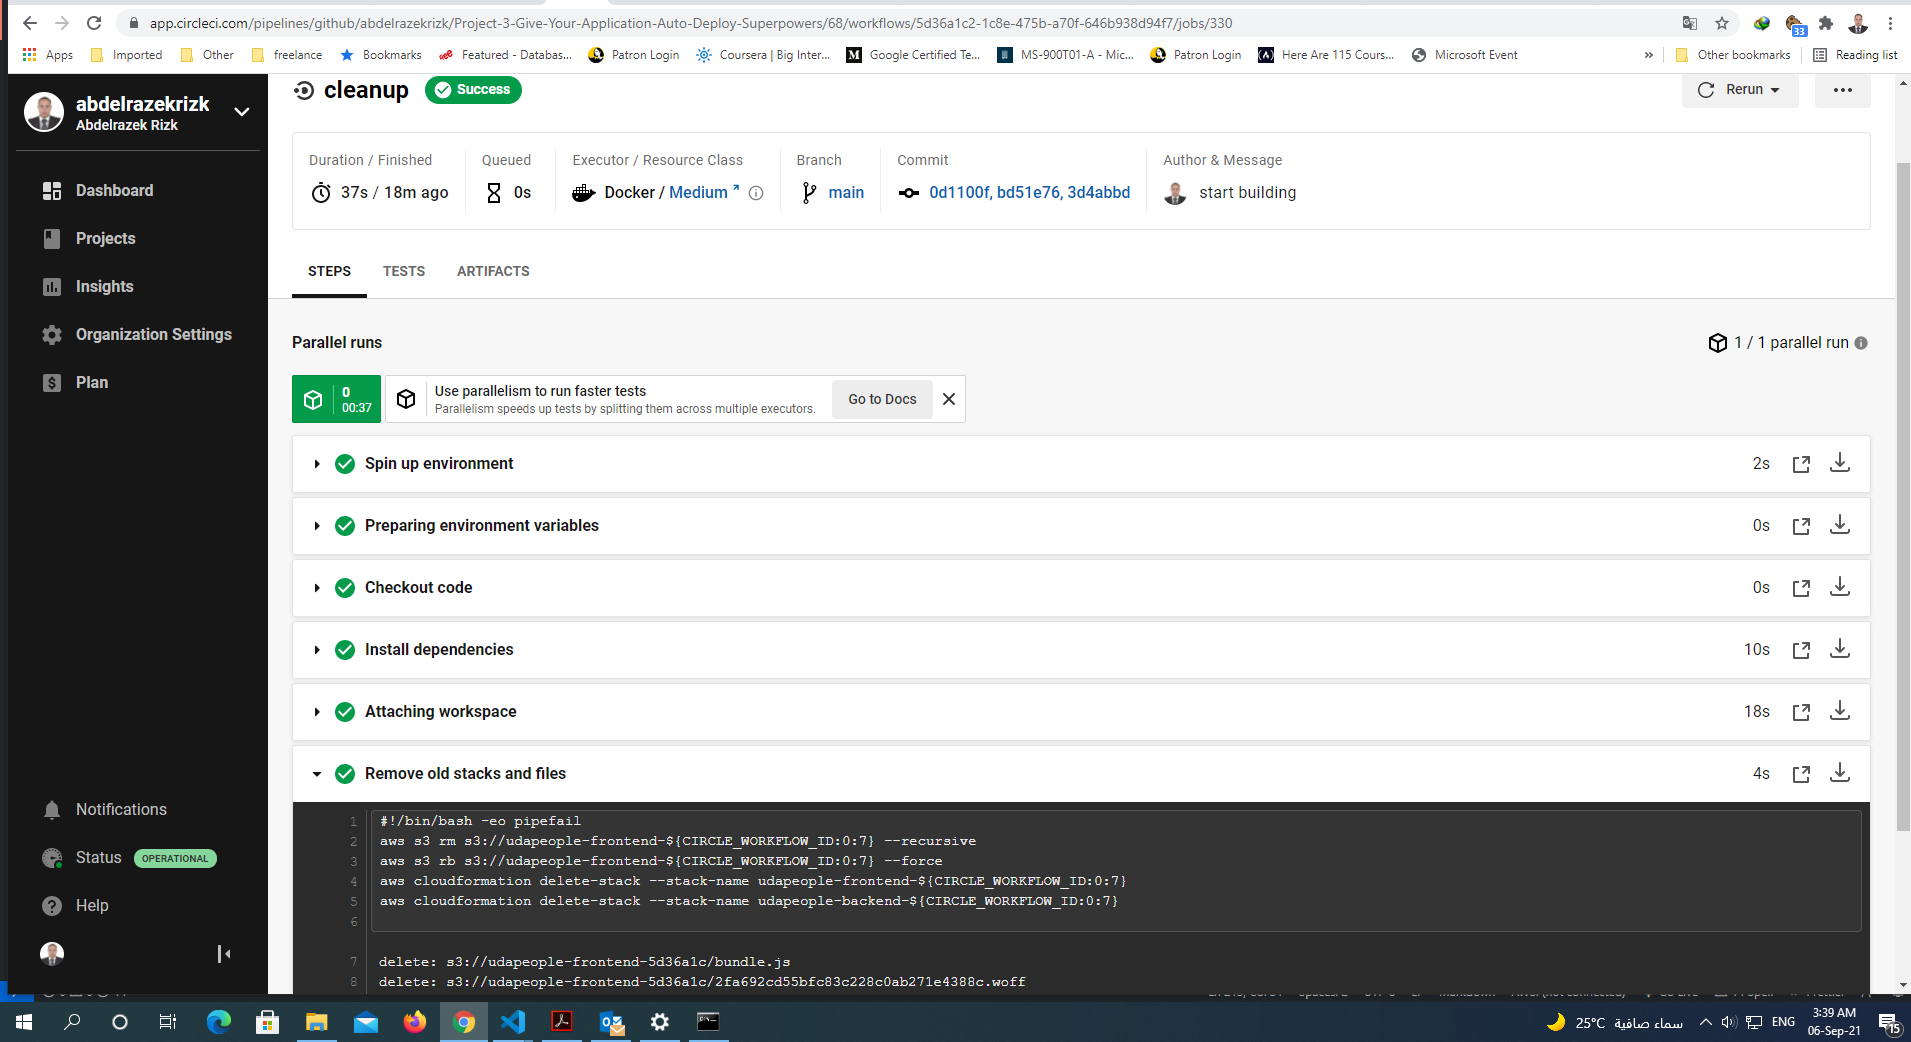 app.circleci.com/pipelines/github/abdelrazekrizk/Project-3-Give-Your-Application-Auto-Deploy-Superpowers/68/workflows/5d36a1c2-1c8e-475b-a70f-646b938d94f7/jobs/330
33
Apps Imported Other freelance Bookmarks Featured - Databas... Patron Login Coursera | Big Inter... Google Certified Te... MS-900T01-A - Mic... Patron Login Here Are 115 Cours... Microsoft Event » Other bookmarks Reading list
abdelrazekrizk
Abdelrazek Rizk
Dashboard
Projects
Insights
Organization Settings
Plan
Notifications
Status OPERATIONAL
Help
cleanup Success
Rerun
Duration / Finished Queued Executor / Resource Class Branch Commit Author & Message
37s / 18m ago 0s Docker / Medium main 0d1100f, bd51e76, 3d4abbd start building
STEPS TESTS ARTIFACTS
Parallel runs 1 / 1 parallel run
0
00:37
Use parallelism to run faster tests
Parallelism speeds up tests by splitting them across multiple executors.
Go to Docs
Spin up environment 2s
Preparing environment variables 0s
Checkout code 0s
Install dependencies 10s
Attaching workspace 18s
Remove old stacks and files 4s
1 #!/bin/bash -eo pipefail
2 aws s3 rm s3://udapeople-frontend-${CIRCLE_WORKFLOW_ID:0:7} --recursive
3 aws s3 rb s3://udapeople-frontend-${CIRCLE_WORKFLOW_ID:0:7} --force
4 aws cloudformation delete-stack --stack-name udapeople-frontend-${CIRCLE_WORKFLOW_ID:0:7}
5 aws cloudformation delete-stack --stack-name udapeople-backend-${CIRCLE_WORKFLOW_ID:0:7}
6
7 delete: s3://udapeople-frontend-5d36a1c/bundle.js
8 delete: s3://udapeople-frontend-5d36a1c/2fa692cd55bfc83c228c0ab271e4388c.woff
25°C سماء صافية ENG
3:39 AM
06-Sep-21
15